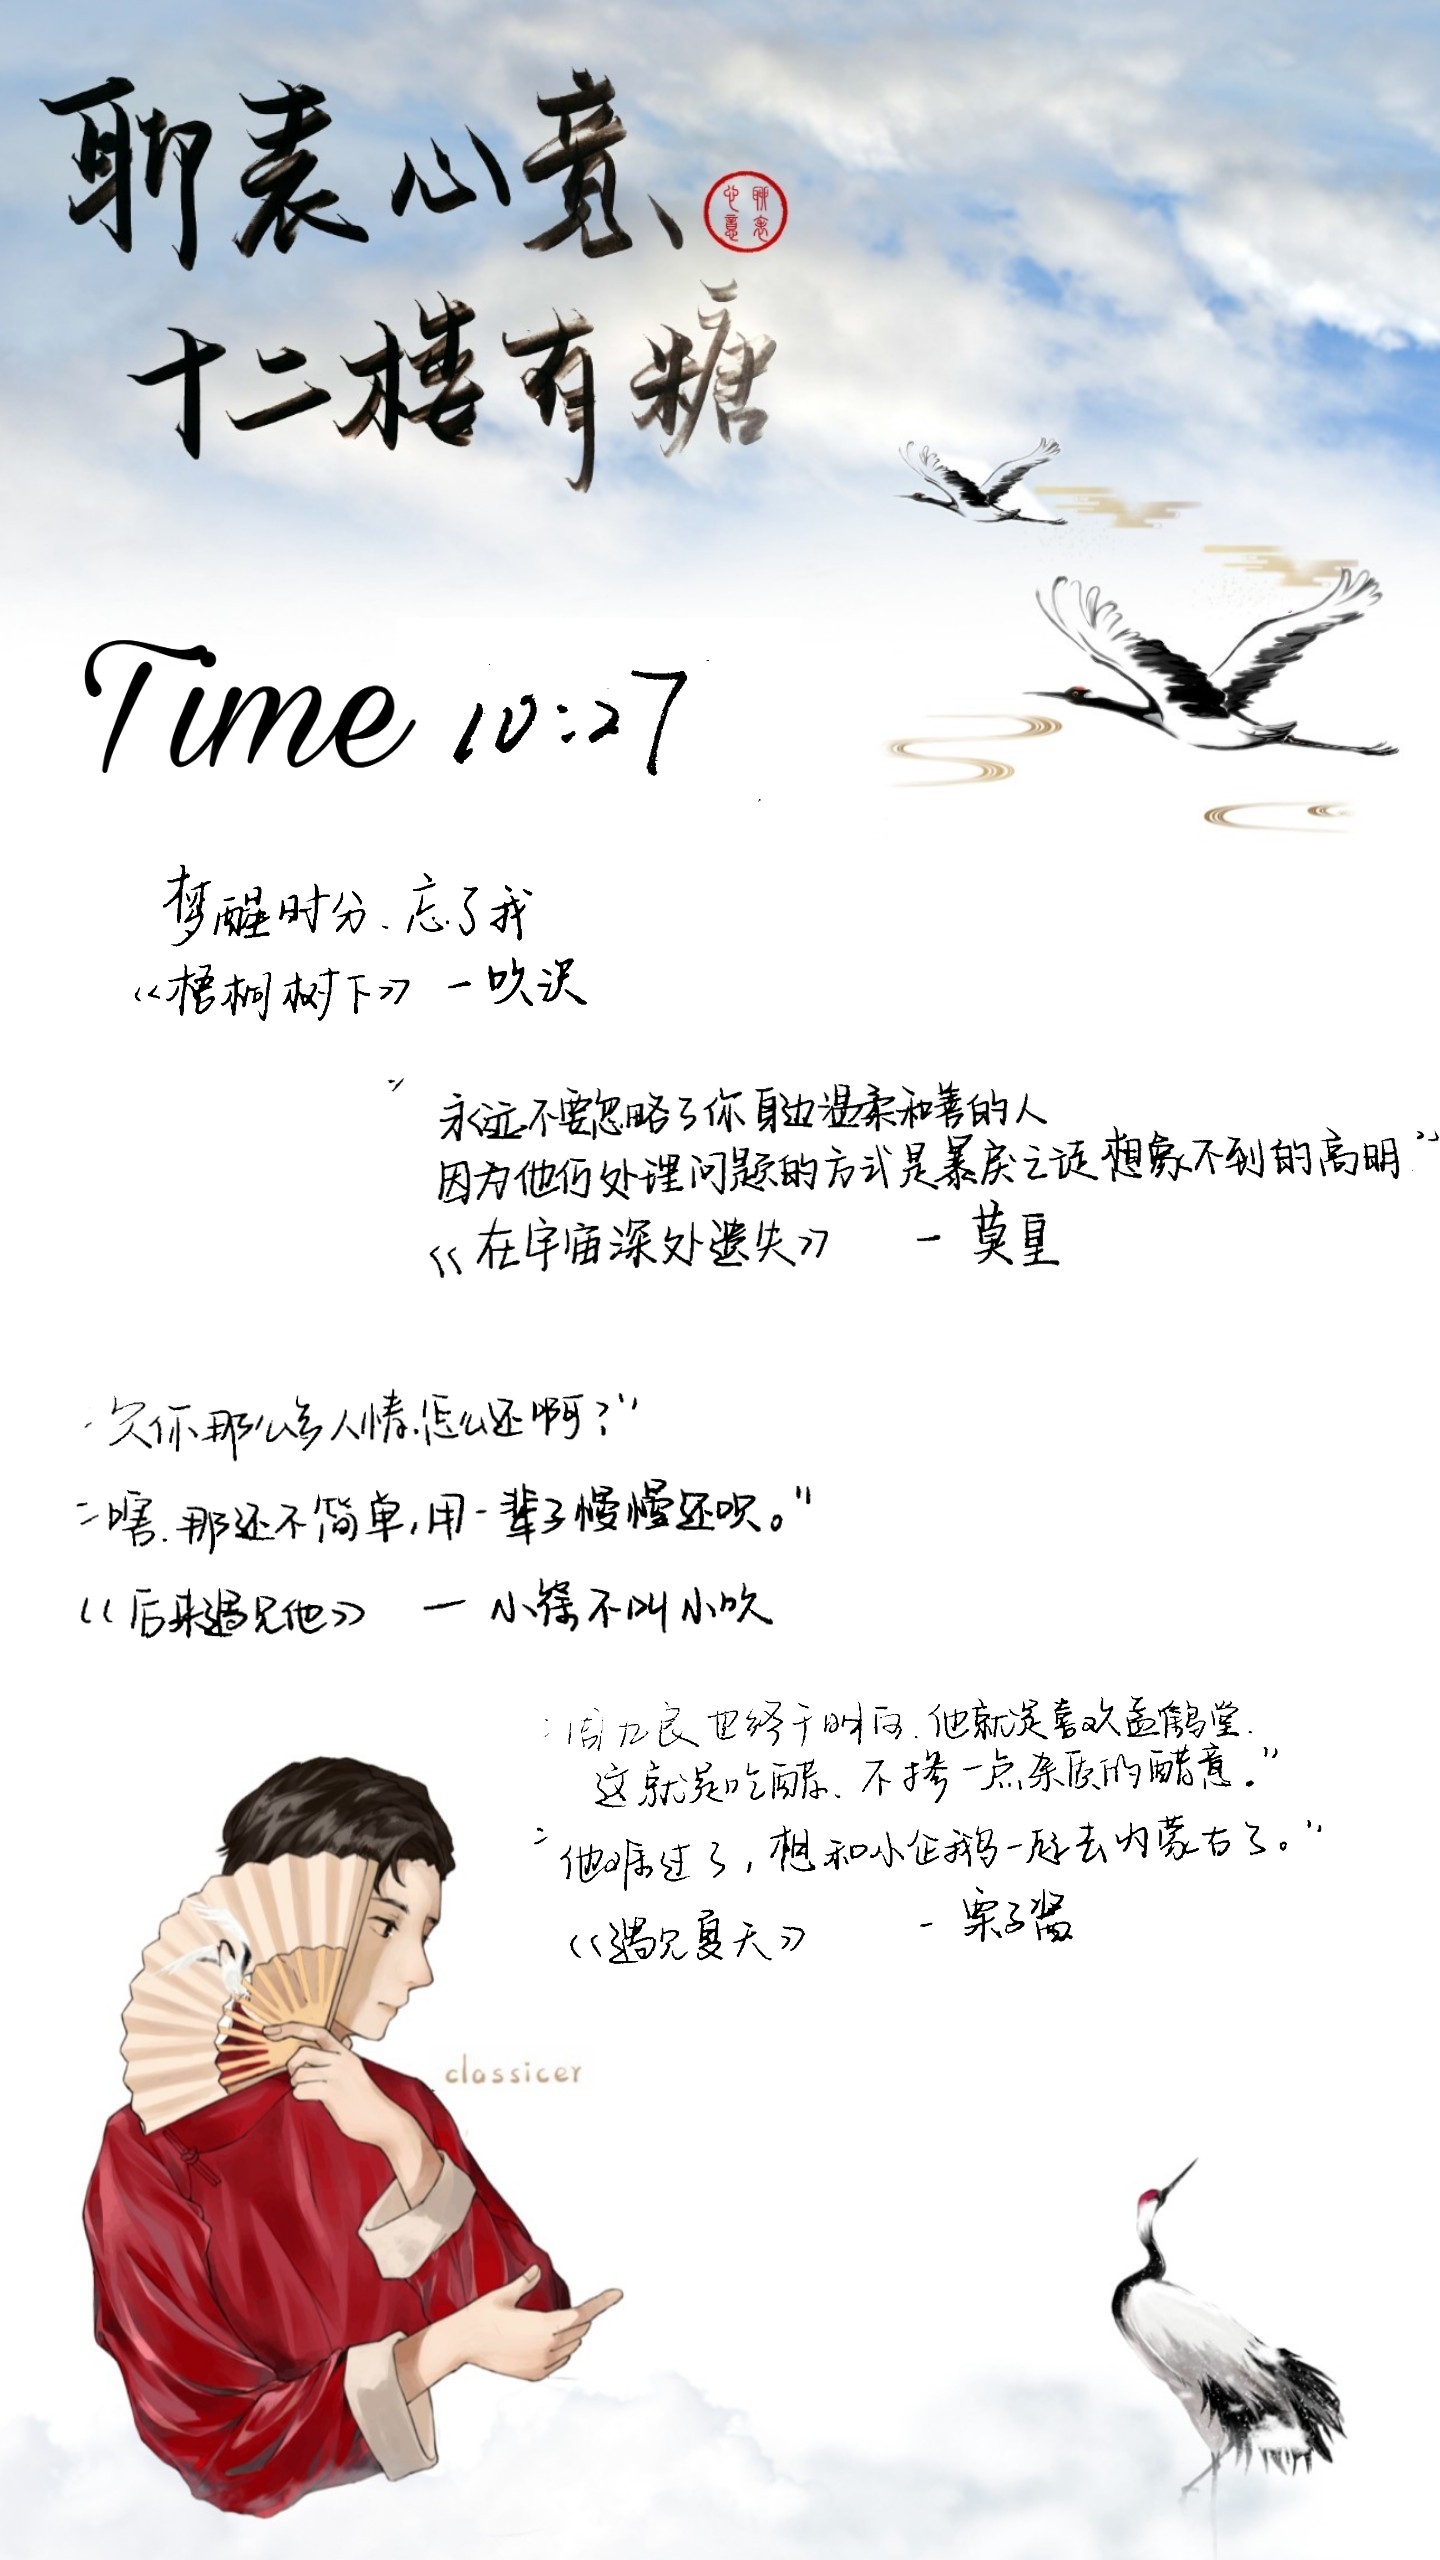 聊表心意、
聊表心意
十二楼有糖
Time 10:27
梦醒时分、忘了我
《梧桐树下》 一吹沢
“永远不要忽略了你身边温柔和善的人
因为他们处理问题的方式是暴戾之徒想象不到的高明”
《在宇宙深处遗失》 一 莫里
“欠你那么多人情.怎么还啊?”
“嗐.那还不简单,用一辈子慢慢还呗。”
《后来遇见他》 一 小篠不叫小吹
“周九良也终于明白.他就是喜欢孟鹤堂.
这就是吃醋、不掺一点杂质的醋意。”
“他难过了,想和小企鹅一起去内蒙古了。”
《遇见夏天》 - 栗子酱
classicer